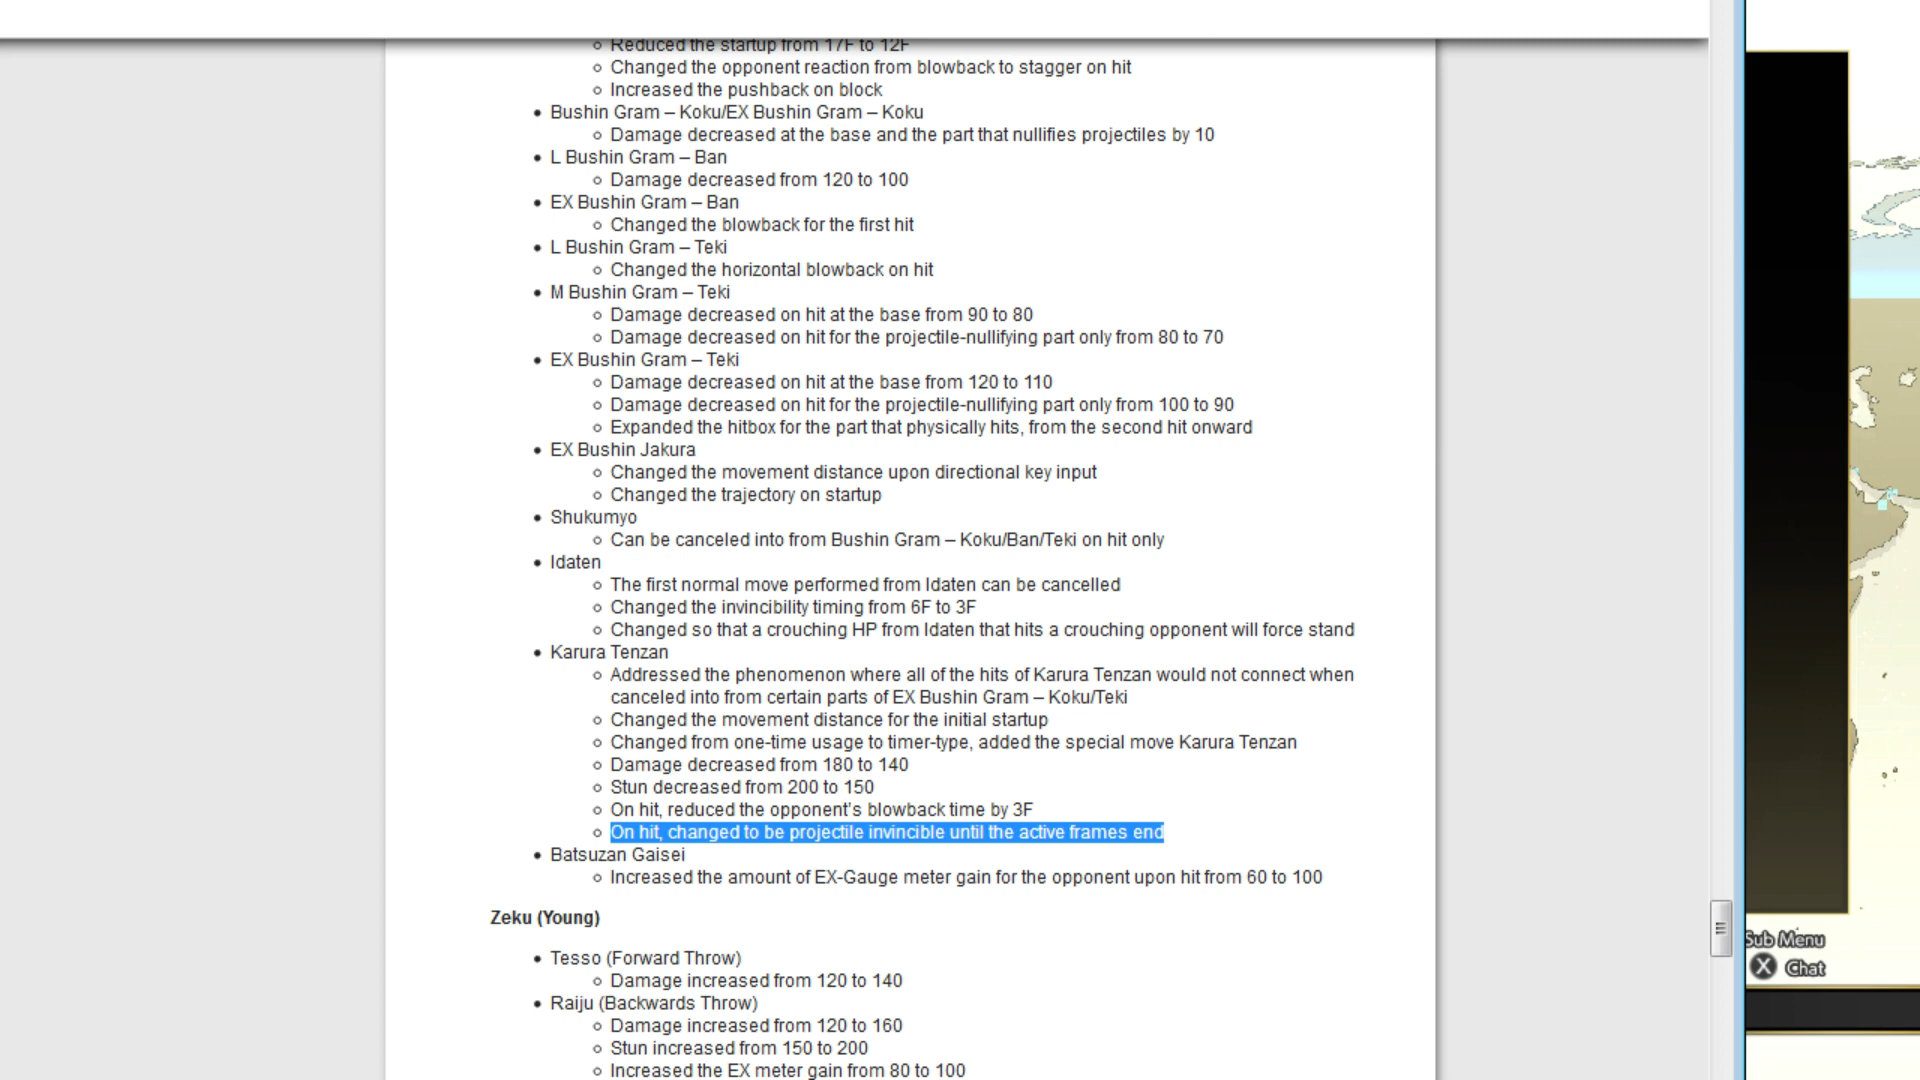 Reduced the startup from 17F to 12F
Changed the opponent reaction from blowback to stagger on hit
Increased the pushback on block
Bushin Gram – Koku/EX Bushin Gram – Koku
Damage decreased at the base and the part that nullifies projectiles by 10
L Bushin Gram – Ban
Damage decreased from 120 to 100
EX Bushin Gram – Ban
Changed the blowback for the first hit
L Bushin Gram – Teki
Changed the horizontal blowback on hit
M Bushin Gram – Teki
Damage decreased on hit at the base from 90 to 80
Damage decreased on hit for the projectile-nullifying part only from 80 to 70
EX Bushin Gram – Teki
Damage decreased on hit at the base from 120 to 110
Damage decreased on hit for the projectile-nullifying part only from 100 to 90
Expanded the hitbox for the part that physically hits, from the second hit onward
EX Bushin Jakura
Changed the movement distance upon directional key input
Changed the trajectory on startup
Shukumyo
Can be canceled into from Bushin Gram – Koku/Ban/Teki on hit only
Idaten
The first normal move performed from Idaten can be cancelled
Changed the invincibility timing from 6F to 3F
Changed so that a crouching HP from Idaten that hits a crouching opponent will force stand
Karura Tenzan
Addressed the phenomenon where all of the hits of Karura Tenzan would not connect when
canceled into from certain parts of EX Bushin Gram – Koku/Teki
Changed the movement distance for the initial startup
Changed from one-time usage to timer-type, added the special move Karura Tenzan
Damage decreased from 180 to 140
Stun decreased from 200 to 150
On hit, reduced the opponent's blowback time by 3F
On hit, changed to be projectile invincible until the active frames end
Batsuzan Gaisei
Increased the amount of EX-Gauge meter gain for the opponent upon hit from 60 to 100
Zeku (Young)
Tesso (Forward Throw)
Damage increased from 120 to 140
Raiju (Backwards Throw)
Damage increased from 120 to 160
Stun increased from 150 to 200
Increased the EX meter gain from 80 to 100
Sub Menu
X Chat